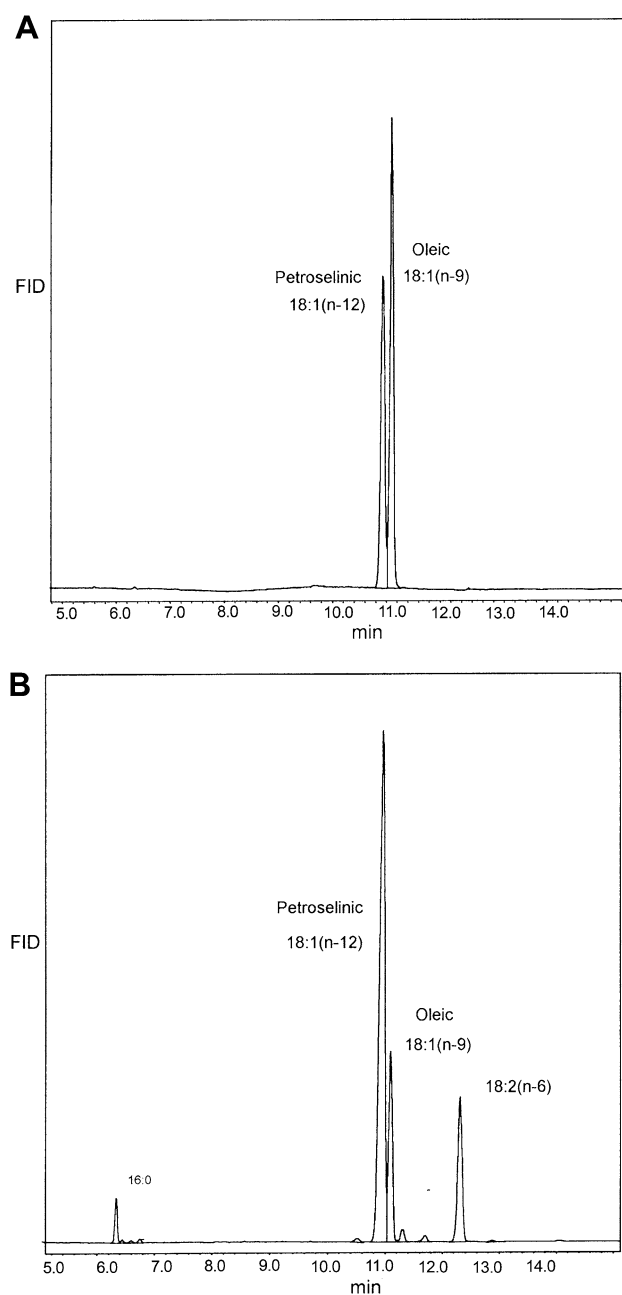 A
Oleic
Petroselinic 18:1(n-9)
18:1(n-12)
FID
5.0 6.0 7.0 8.0 9.0 10.0 11.0 12.0 13.0 14.0
min
B
Petroselinic
FID
18:1(n-12)
Oleic
18:1(n-9)
18:2(n-6)
16:0
5.0 6.0 7.0 8.0 9.0 10.0 11.0 12.0 13.0 14.0
min